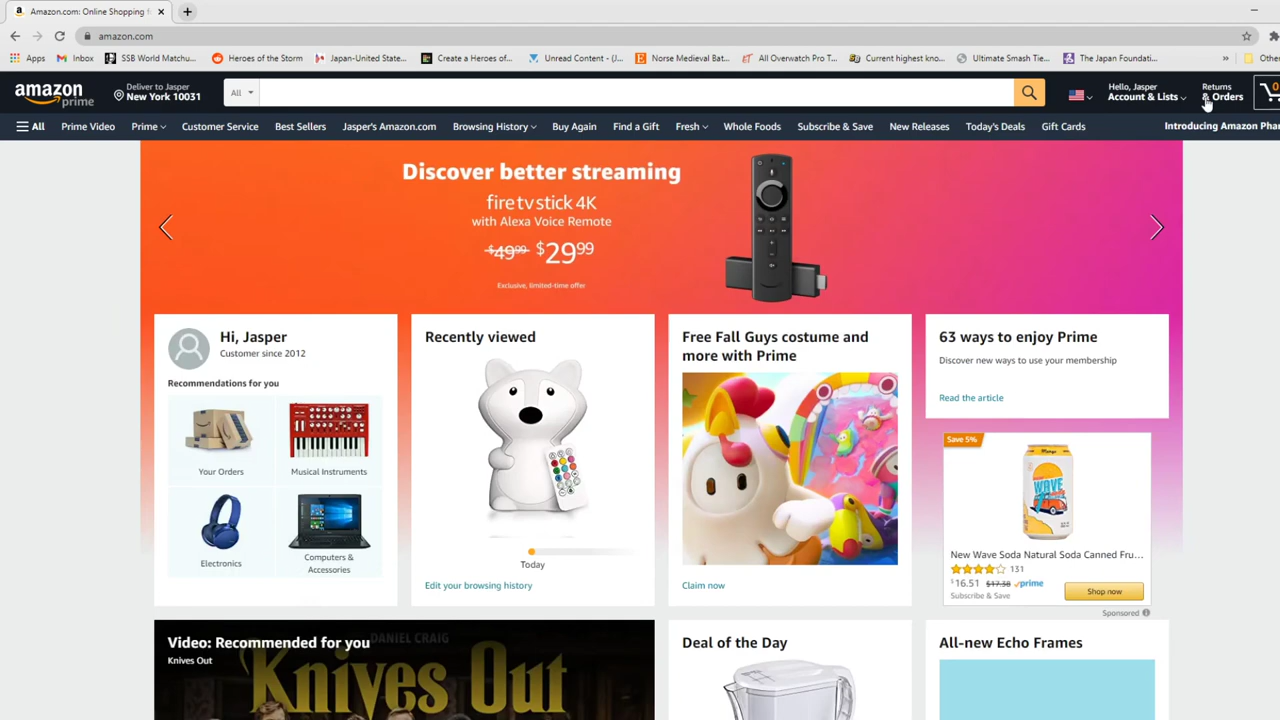 Amazon.com: Online Shopping f
amazon.com
Apps Inbox SSB World Matchu... Heroes of the Storm Japan-United State... Create a Heroes of... Unread Content - (J... Norse Medieval Bat... All Overwatch Pro T... Current highest kno... Ultimate Smash Tie... The Japan Foundati... » Othe
amazon prime
Deliver to Jasper
New York 10031
All
Hello, Jasper
Account & Lists
Returns
& Orders
0
All Prime Video Prime Customer Service Best Sellers Jasper's Amazon.com Browsing History Buy Again Find a Gift Fresh Whole Foods Subscribe & Save New Releases Today's Deals Gift Cards Introducing Amazon Phar
Discover better streaming
fire tv stick 4K
with Alexa Voice Remote
$49.99 $29.99
Exclusive, limited-time offer
Hi, Jasper
Customer since 2012
Recommendations for you
Your Orders
Musical Instruments
Electronics
Computers &
Accessories
Recently viewed
Today
Edit your browsing history
Free Fall Guys costume and
more with Prime
Claim now
63 ways to enjoy Prime
Discover new ways to use your membership
Read the article
Save 5%
Mango
WAVE
New Wave Soda Natural Soda Canned Fru...
131
$16.51 $17.38 prime
Subscribe & Save
Shop now
Sponsored
Video: Recommended for you
Knives Out
DANIEL CRAIG
Knives Out
Deal of the Day
All-new Echo Frames